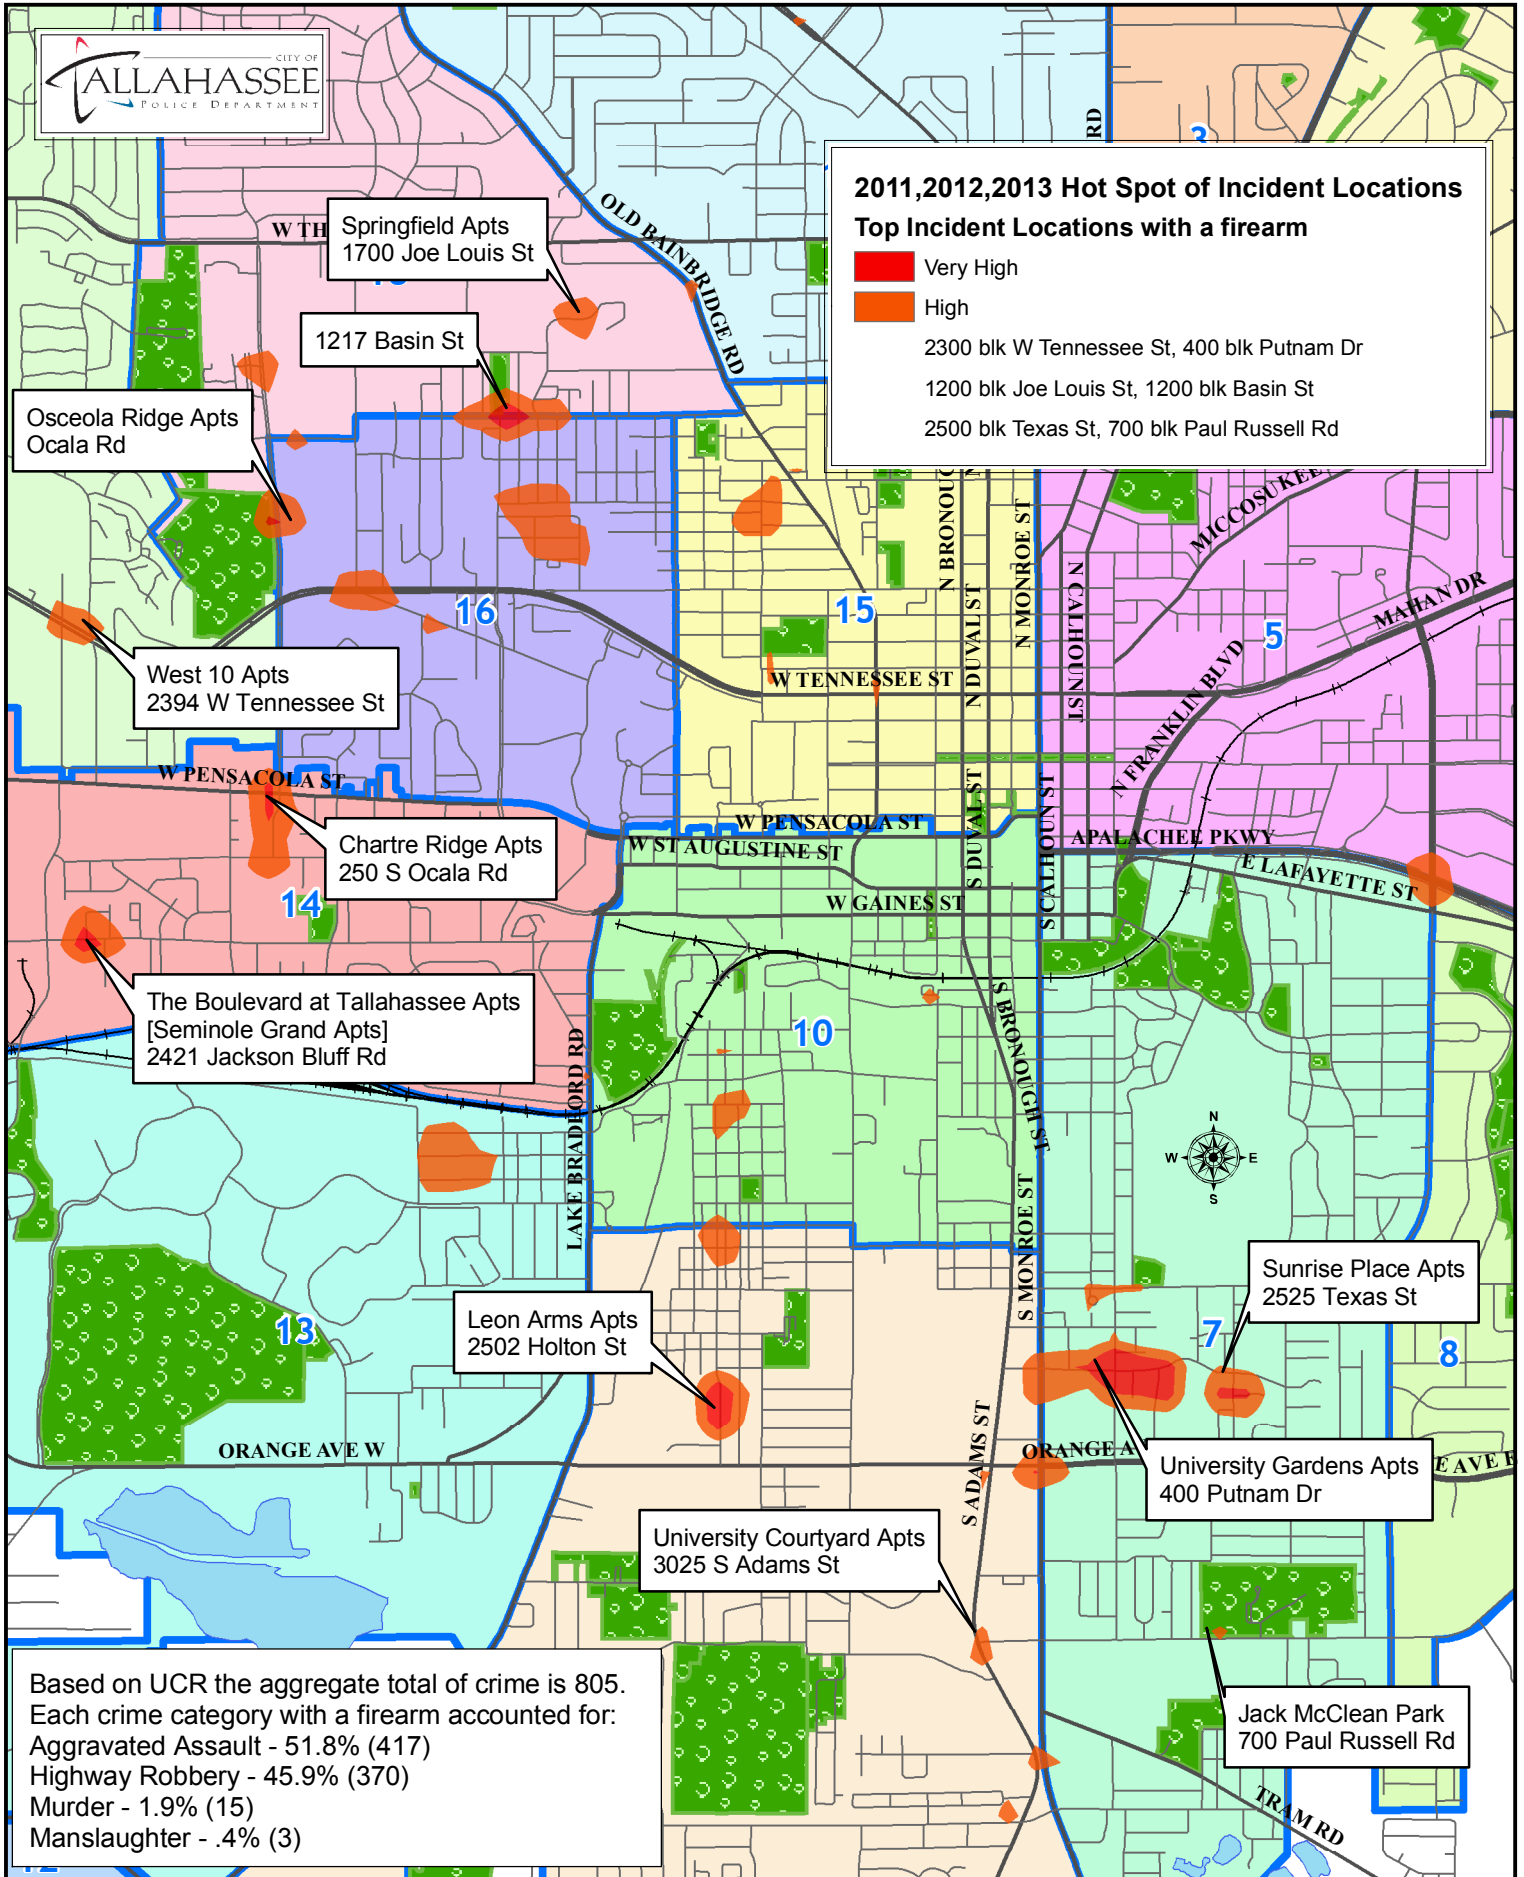 CITY OF
TALLAHASSEE
POLICE DEPARTMENT
RD
3
2011,2012,2013 Hot Spot of Incident Locations
Top Incident Locations with a firearm
Very High
High
2300 blk W Tennessee St, 400 blk Putnam Dr
1200 blk Joe Louis St, 1200 blk Basin St
2500 blk Texas St, 700 blk Paul Russell Rd
W TH
Springfield Apts
1700 Joe Louis St
OLD BAINBRIDGE RD
1217 Basin St
Osceola Ridge Apts
Ocala Rd
MICCOSUKEE
N BRONOUG
N MONROE ST
N DUVAL ST
N CALHOUN ST
MAHAN DR
16
15
5
West 10 Apts
2394 W Tennessee St
W TENNESSEE ST
N FRANKLIN BLVD
W PENSACOLA ST
S DUVAL ST
S CALHOUN ST
W PENSACOLA ST
W ST AUGUSTINE ST
APALACHEE PKWY
E LAFAYETTE ST
Chartre Ridge Apts
250 S Ocala Rd
14
W GAINES ST
The Boulevard at Tallahassee Apts
[Seminole Grand Apts]
2421 Jackson Bluff Rd
10
S BRONOUGH ST
LAKE BRADFORD RD
N
W E
S
S MONROE ST
Sunrise Place Apts
2525 Texas St
13
Leon Arms Apts
2502 Holton St
7
8
S ADAMS ST
ORANGE AVE W
ORANGE A
E AVE E
University Gardens Apts
400 Putnam Dr
University Courtyard Apts
3025 S Adams St
Jack McClean Park
700 Paul Russell Rd
TRAM RD
Based on UCR the aggregate total of crime is 805.
Each crime category with a firearm accounted for:
Aggravated Assault - 51.8% (417)
Highway Robbery - 45.9% (370)
Murder - 1.9% (15)
Manslaughter - .4% (3)